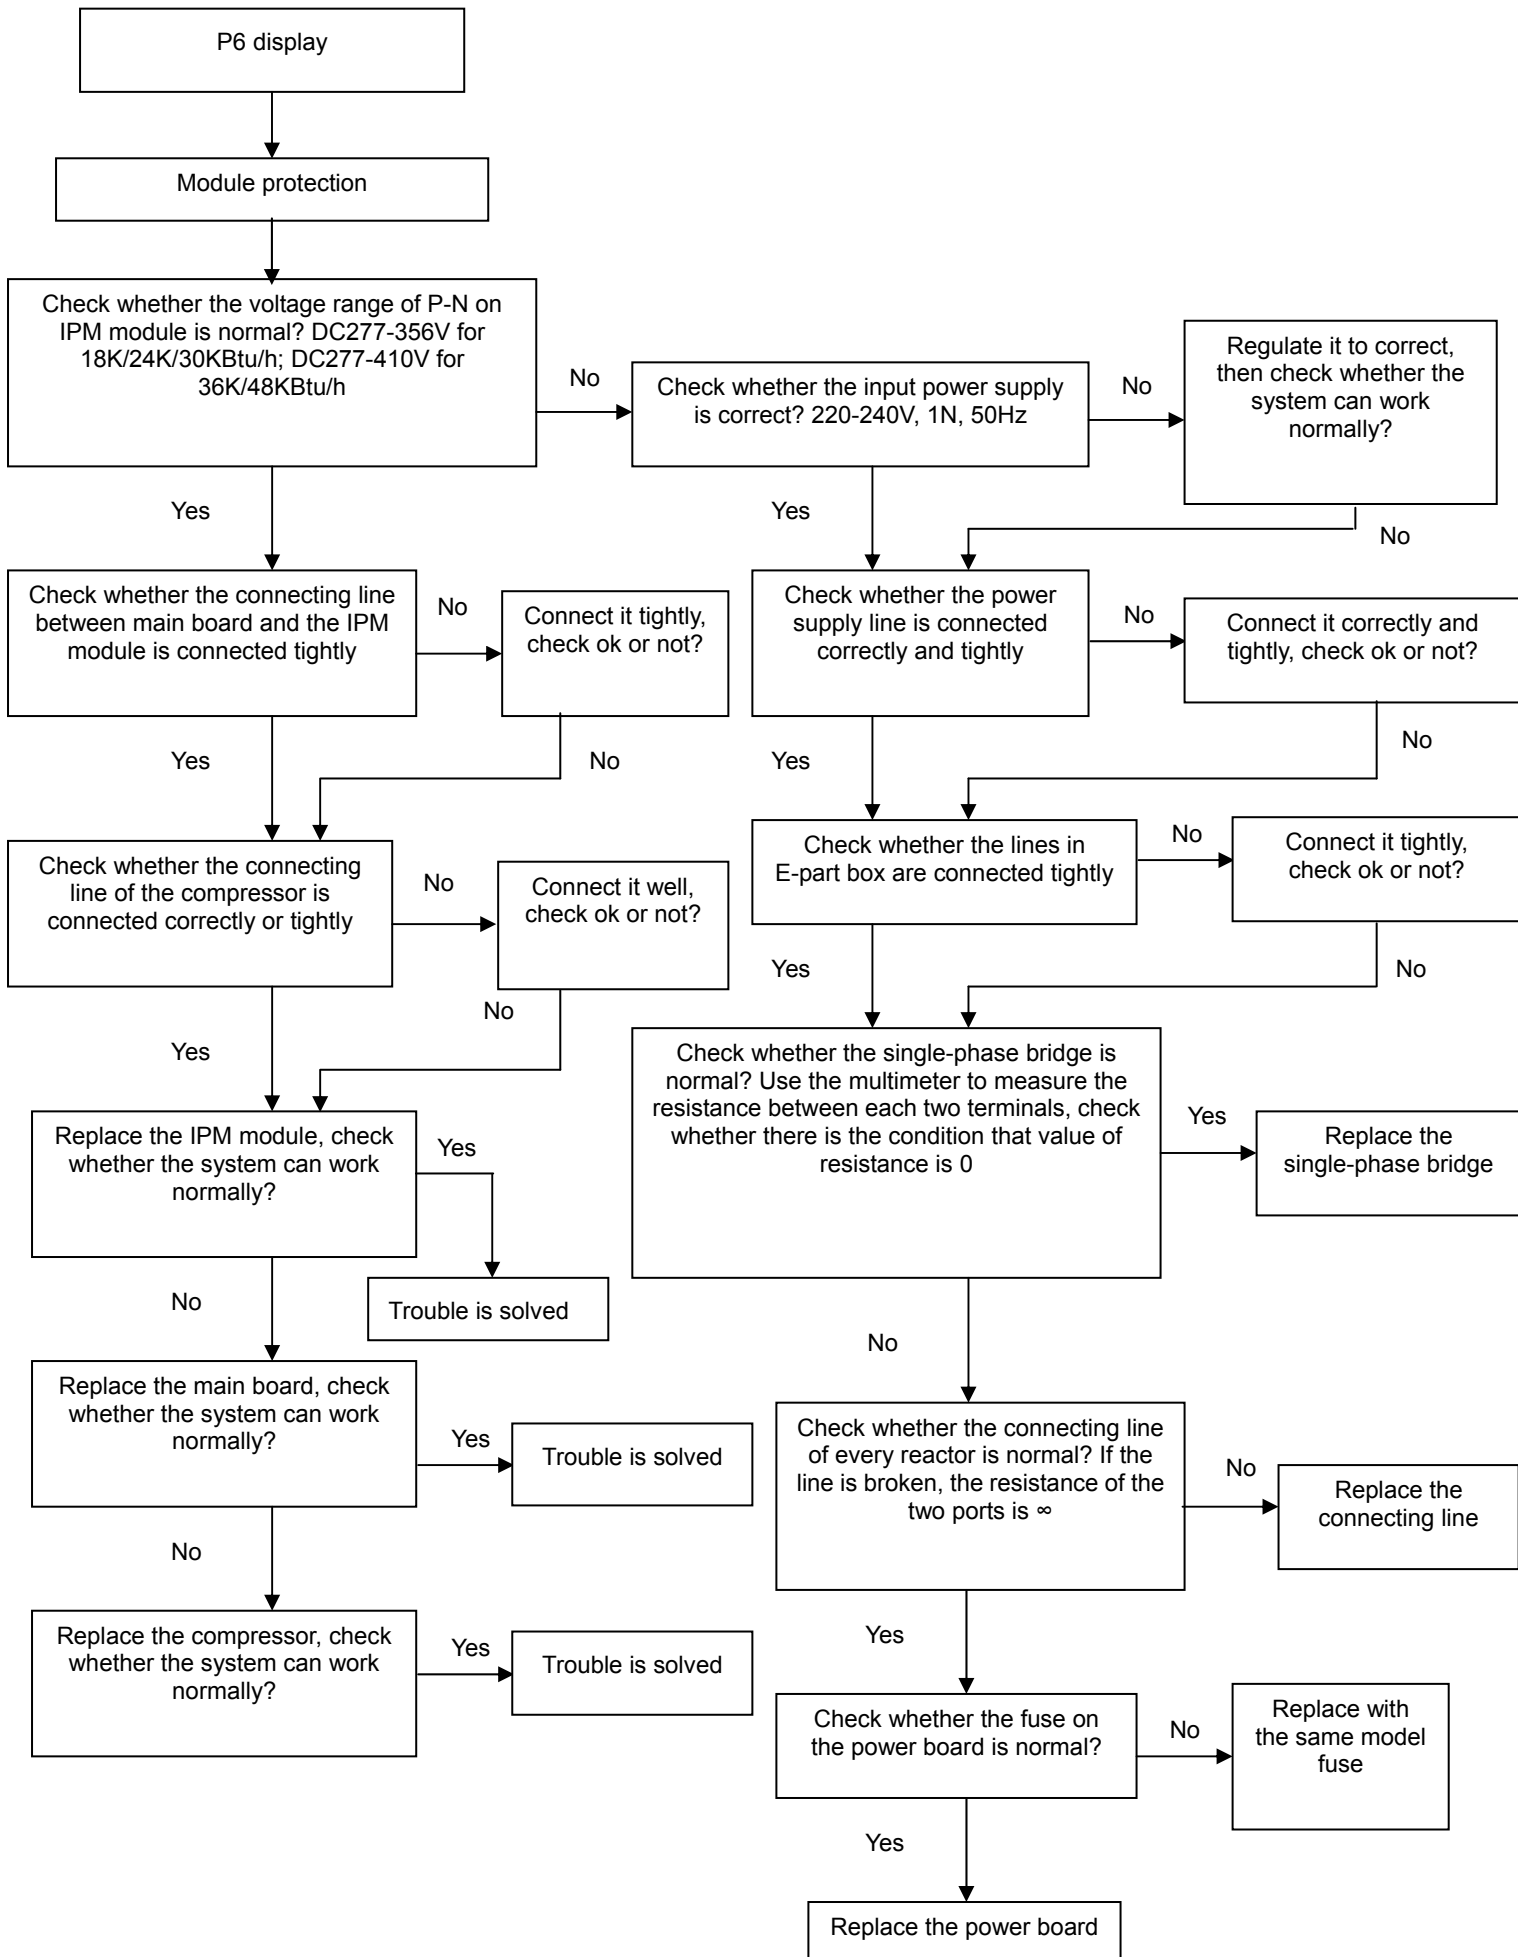 P6 display
Module protection
Check whether the voltage range of P-N on
IPM module is normal? DC277-356V for
18K/24K/30KBtu/h; DC277-410V for
36K/48KBtu/h
No
Check whether the input power supply
is correct? 220-240V, 1N, 50Hz
No
Regulate it to correct,
then check whether the
system can work
normally?
Yes
Yes
No
Check whether the connecting line
between main board and the IPM
module is connected tightly
No
Connect it tightly,
check ok or not?
Check whether the power
supply line is connected
correctly and tightly
No
Connect it correctly and
tightly, check ok or not?
Yes
No
Yes
No
Check whether the connecting
line of the compressor is
connected correctly or tightly
No
Connect it well,
check ok or not?
Check whether the lines in
E-part box are connected tightly
No
Connect it tightly,
check ok or not?
Yes
No
Yes
No
Replace the IPM module, check
whether the system can work
normally?
Yes
Trouble is solved
Check whether the single-phase bridge is
normal? Use the multimeter to measure the
resistance between each two terminals, check
whether there is the condition that value of
resistance is 0
Yes
Replace the
single-phase bridge
No
No
Replace the main board, check
whether the system can work
normally?
Yes
Trouble is solved
Check whether the connecting line
of every reactor is normal? If the
line is broken, the resistance of the
two ports is ∞
No
Replace the
connecting line
No
Yes
Replace the compressor, check
whether the system can work
normally?
Yes
Trouble is solved
Check whether the fuse on
the power board is normal?
No
Replace with
the same model
fuse
Yes
Replace the power board